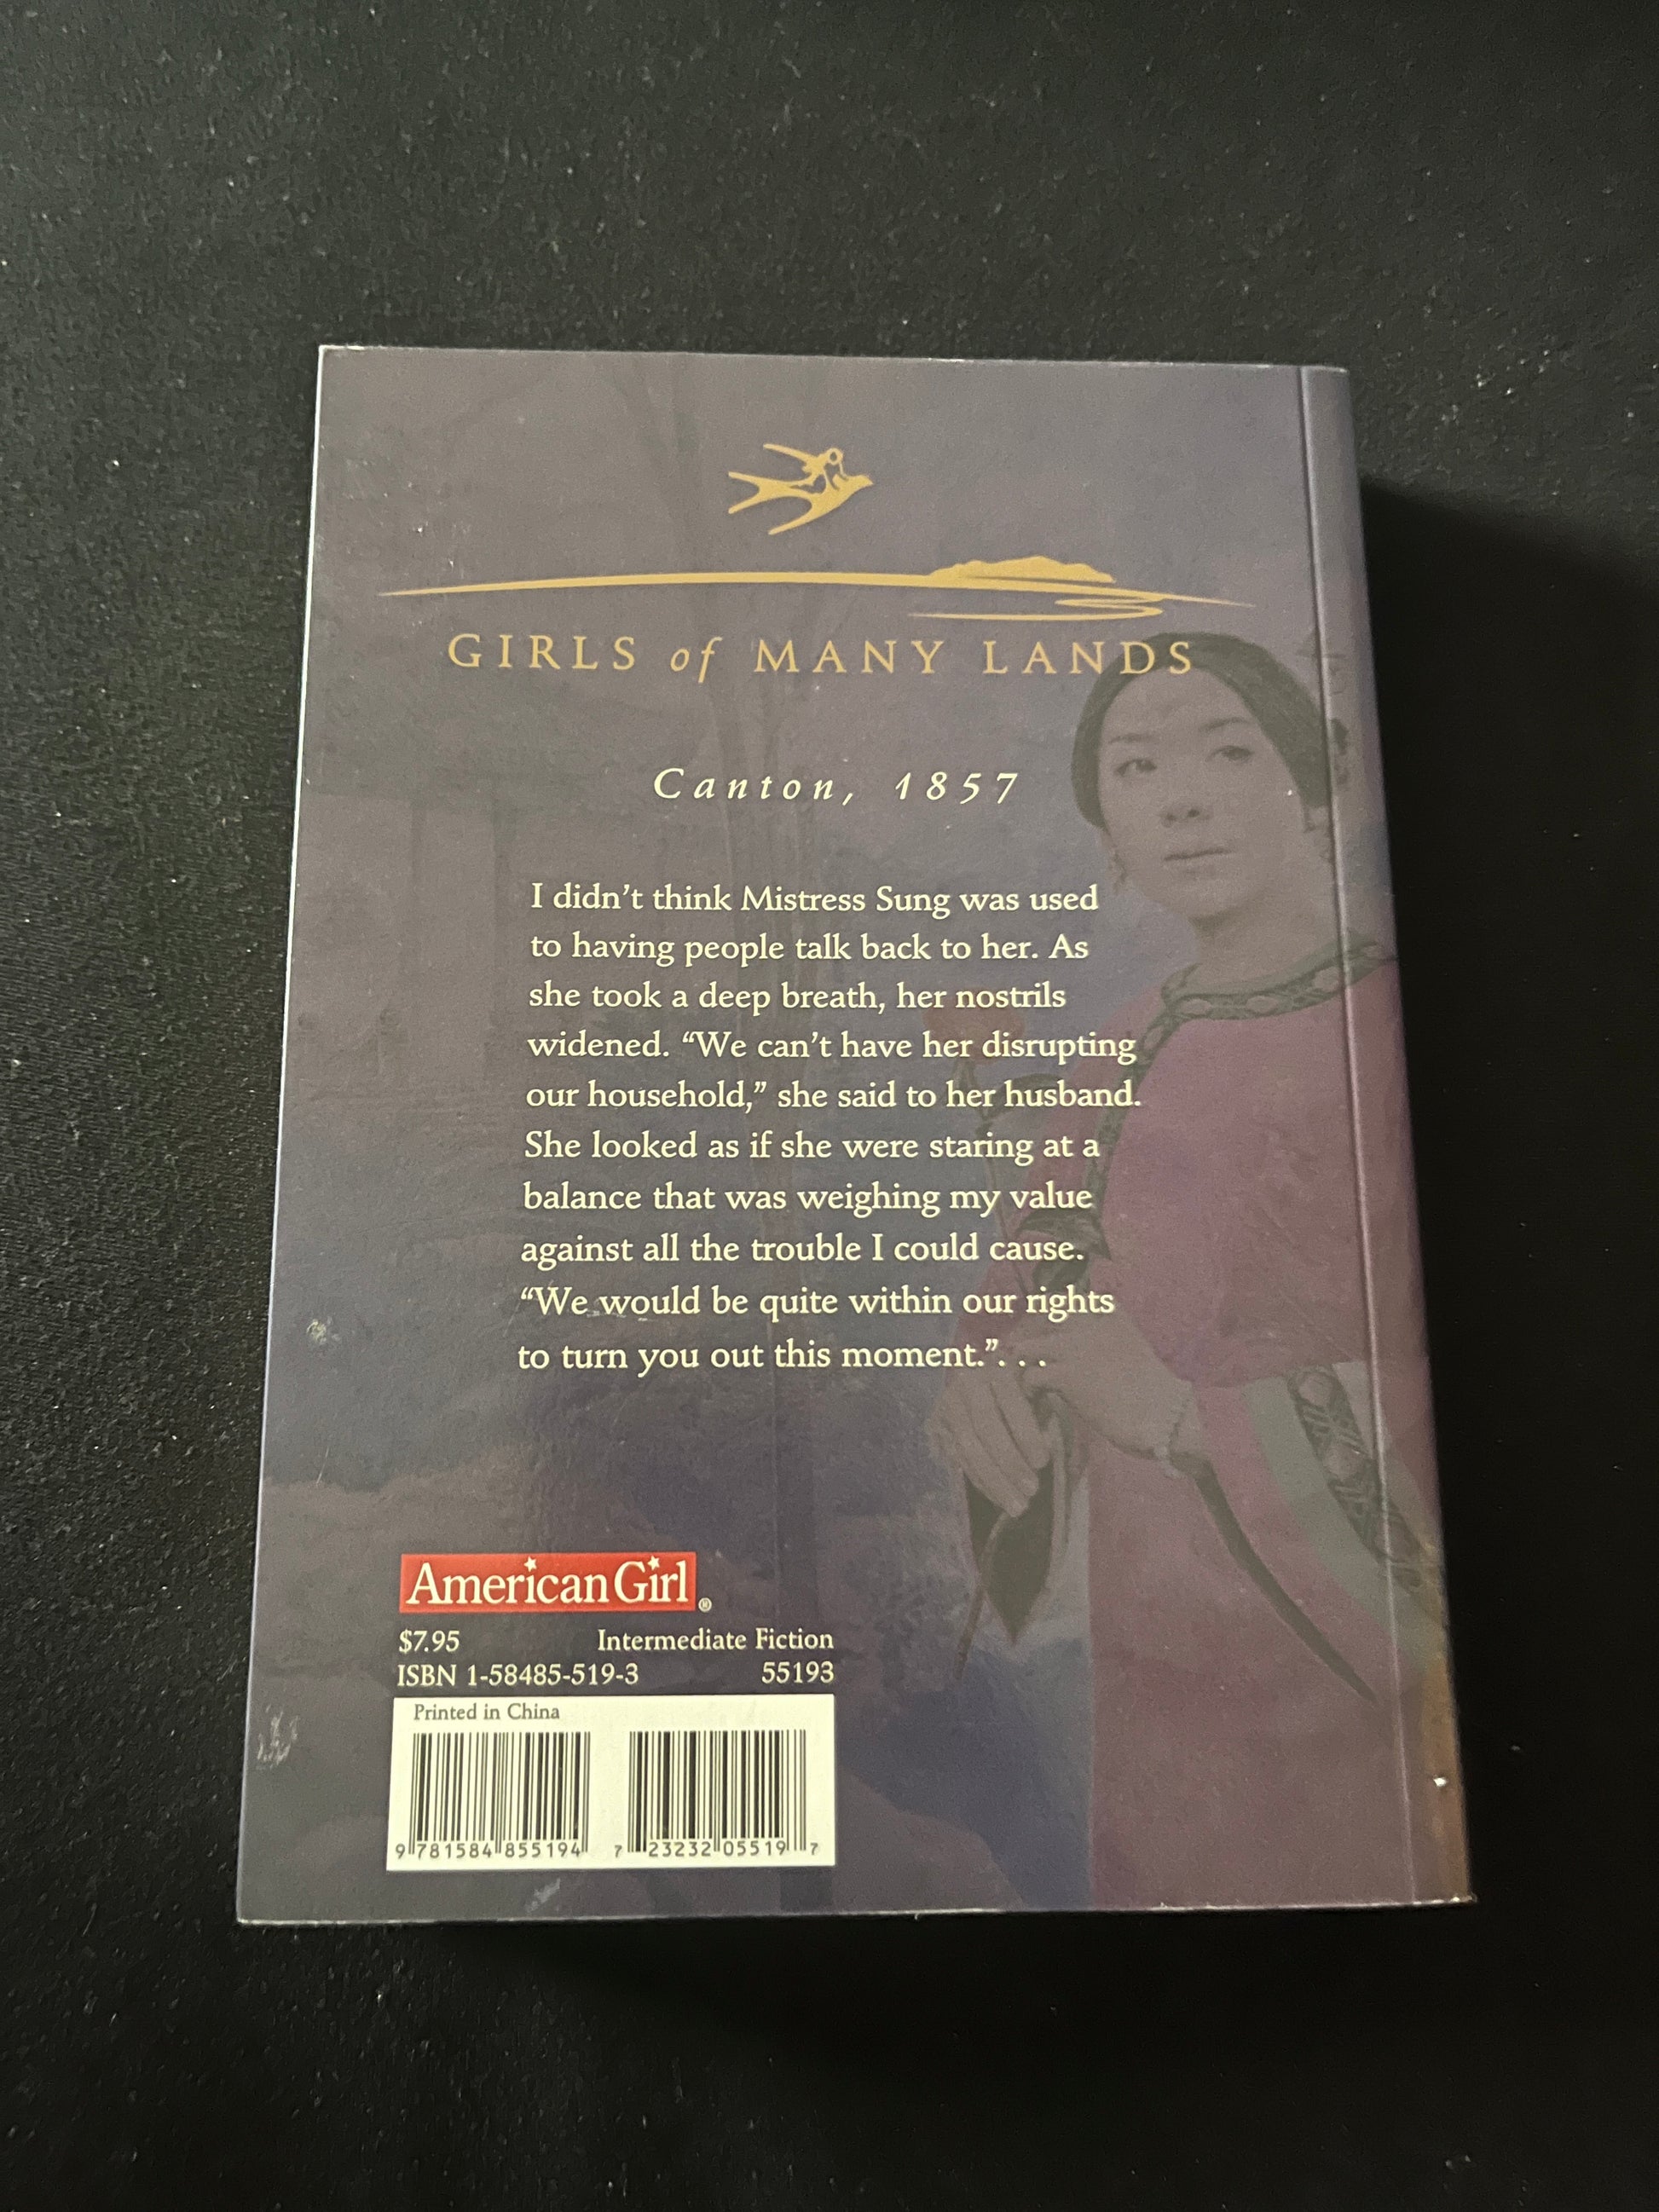 GIRLS of MANY LANDS
Canton, 1857
I didn’t think Mistress Sung was used
to having people talk back to her. As
she took a deep breath, her nostrils
widened. “We can’t have her disrupting
our household,” she said to her husband.
She looked as if she were staring at a
balance that was weighing my value
against all the trouble I could cause.
“We would be quite within our rights
to turn you out this moment.”. . .
American Girl®
$7.95 Intermediate Fiction
ISBN 1-58485-519-3 55193
Printed in China
9 781584 855194 7 23232 05519 7